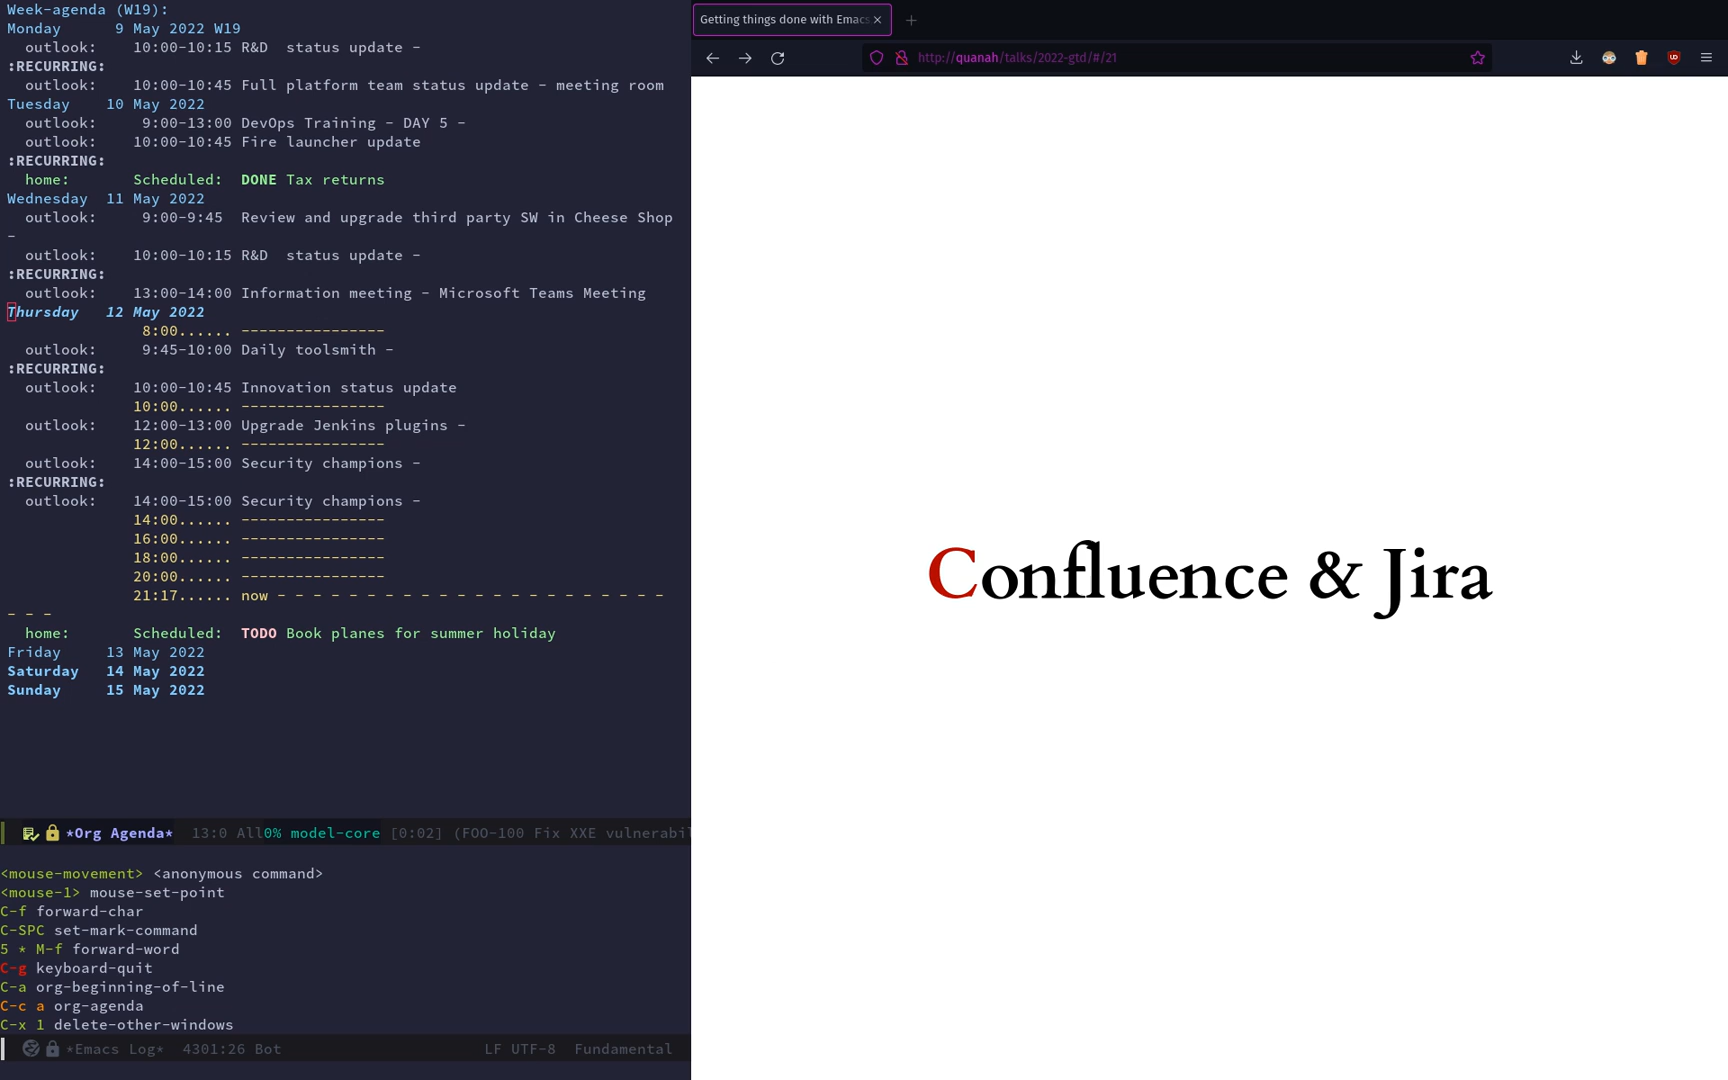 Week-agenda (W19):
Monday      9 May 2022 W19
  outlook:    10:00-10:15 R&D  status update -
:RECURRING:
  outlook:    10:00-10:45 Full platform team status update - meeting room
Tuesday    10 May 2022
  outlook:     9:00-13:00 DevOps Training - DAY 5 -
  outlook:    10:00-10:45 Fire launcher update
:RECURRING:
  home:       Scheduled:  DONE Tax returns
Wednesday  11 May 2022
  outlook:     9:00-9:45  Review and upgrade third party SW in Cheese Shop
-
  outlook:    10:00-10:15 R&D  status update -
:RECURRING:
  outlook:    13:00-14:00 Information meeting - Microsoft Teams Meeting
Thursday   12 May 2022
               8:00...... ----------------
  outlook:     9:45-10:00 Daily toolsmith -
:RECURRING:
  outlook:    10:00-10:45 Innovation status update
              10:00...... ----------------
  outlook:    12:00-13:00 Upgrade Jenkins plugins -
              12:00...... ----------------
  outlook:    14:00-15:00 Security champions -
:RECURRING:
  outlook:    14:00-15:00 Security champions -
              14:00...... ----------------
              16:00...... ----------------
              18:00...... ----------------
              20:00...... ----------------
              21:17...... now - - - - - - - - - - - - - - - - - - - - - -
- - -
  home:       Scheduled:  TODO Book planes for summer holiday
Friday     13 May 2022
Saturday   14 May 2022
Sunday     15 May 2022
*Org Agenda*  13:0 All0% model-core [0:02] (FOO-100 Fix XXE vulnerabil
<mouse-movement> <anonymous command>
<mouse-1> mouse-set-point
C-f forward-char
C-SPC set-mark-command
5 * M-f forward-word
C-g keyboard-quit
C-a org-beginning-of-line
C-c a org-agenda
C-x 1 delete-other-windows
*Emacs Log*  4301:26 Bot  LF UTF-8  Fundamental
Getting things done with Emacs
http://quanah/talks/2022-gtd/#/21
Confluence & Jira